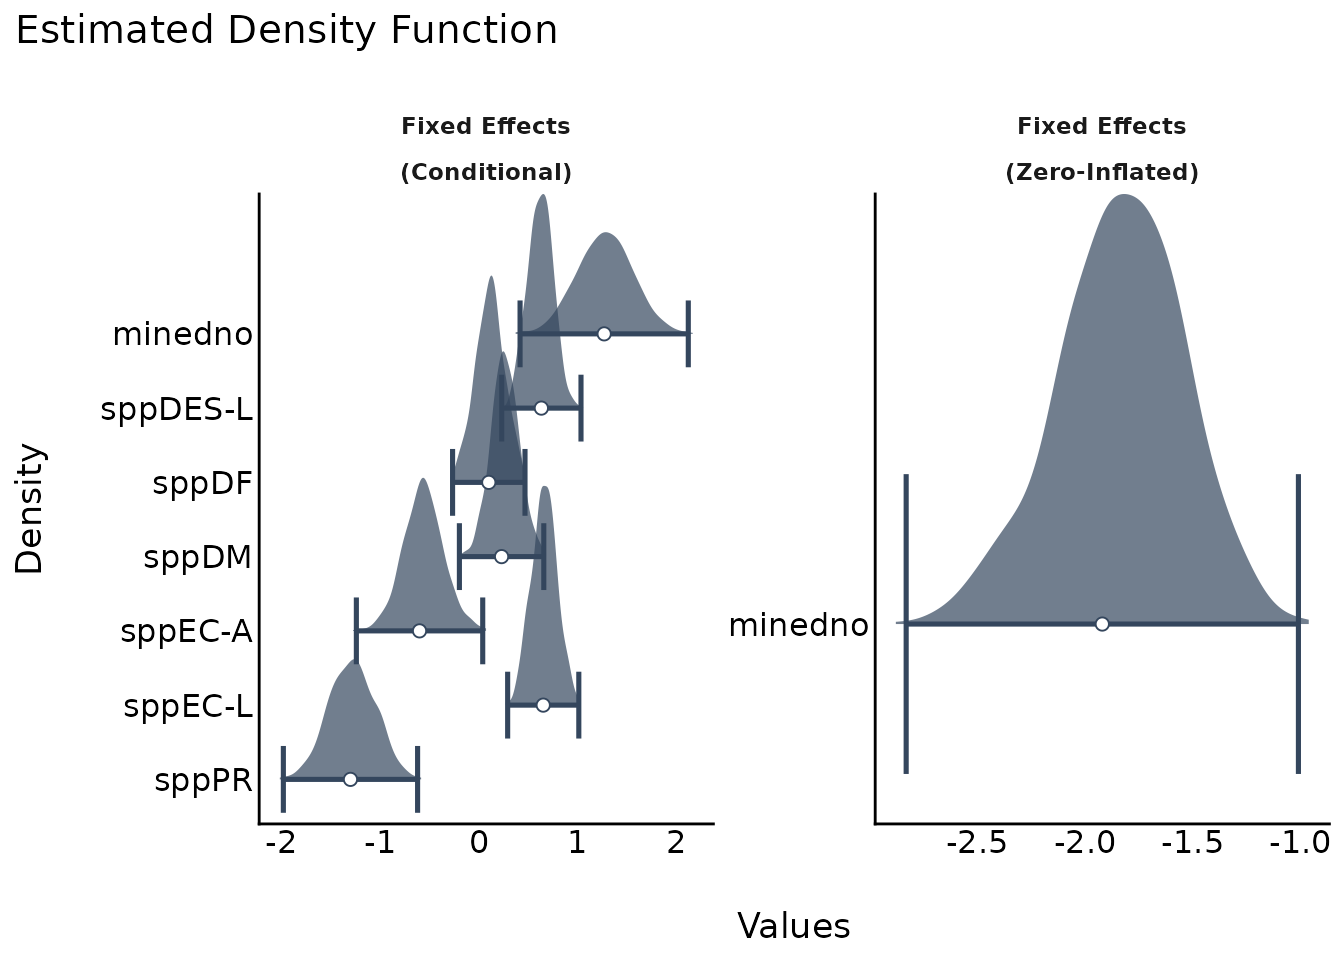 Estimated Density Function
Fixed Effects
(Conditional)
Fixed Effects
(Zero-Inflated)
Density
minedno
sppDES-L
sppDF
sppDM
sppEC-A
sppEC-L
sppPR
-2 -1 0 1 2
minedno
-2.5 -2.0 -1.5 -1.0
Values